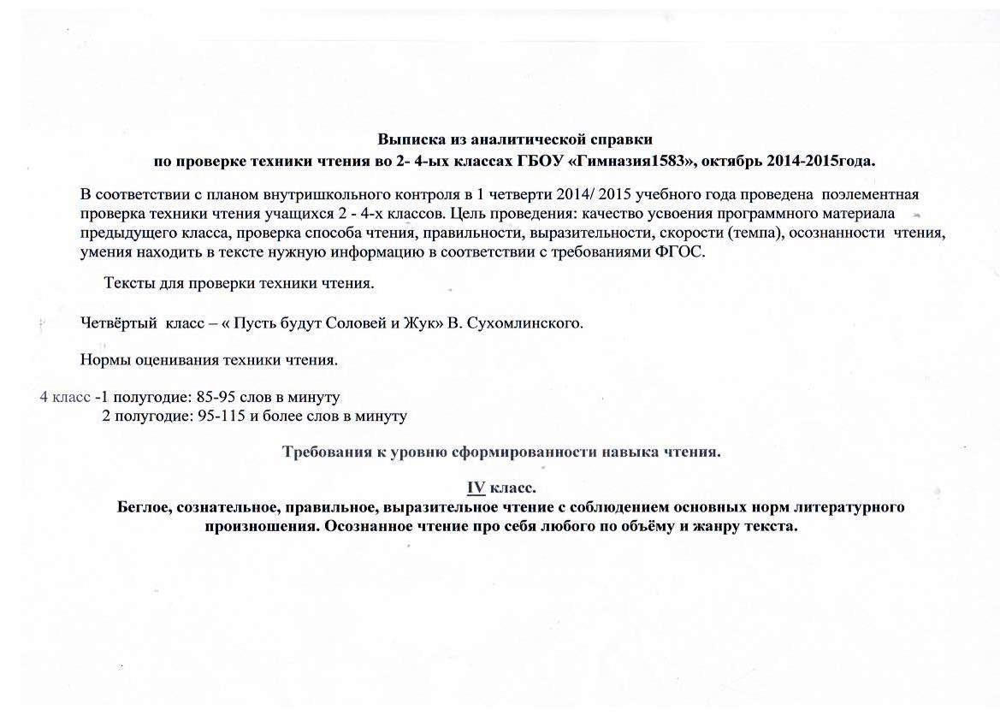 Выписка из аналитической справки
по проверке техники чтения во 2- 4-ых классах ГБОУ «Гимназия1583», октябрь 2014-2015года.
В соответствии с планом внутришкольного контроля в 1 четверти 2014/ 2015 учебного года проведена поэлементная
проверка техники чтения учащихся 2 - 4-х классов. Цель проведения: качество усвоения программного материала
предыдущего класса, проверка способа чтения, правильности, выразительности, скорости (темпа), осознанности чтения,
умения находить в тексте нужную информацию в соответствии с требованиями ФГОС.
Тексты для проверки техники чтения.
Четвёртый класс – « Пусть будут Соловей и Жук» В. Сухомлинского.
Нормы оценивания техники чтения.
4 класс -1 полугодие: 85-95 слов в минуту
2 полугодие: 95-115 и более слов в минуту
Требования к уровню сформированности навыка чтения.
IV класс.
Беглое, сознательное, правильное, выразительное чтение с соблюдением основных норм литературного
произношения. Осознанное чтение про себя любого по объёму и жанру текста.